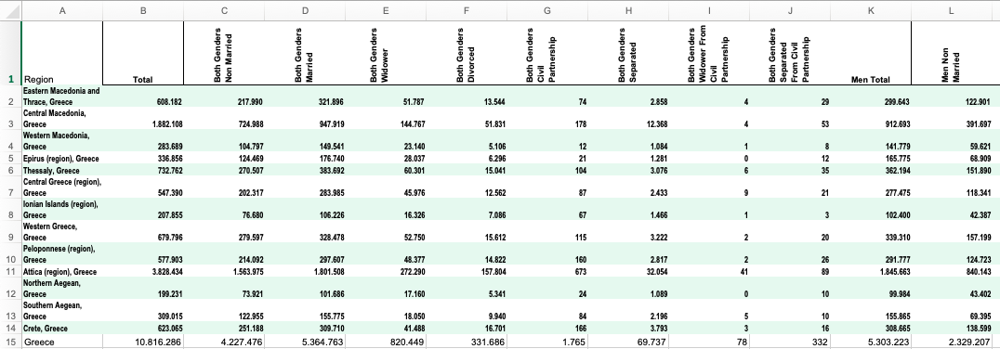 A B C D E F G H I J K L
1 Region Total Both Genders Non Married Both Genders Married Both Genders Widower Both Genders Divorced Both Genders Civil Partnership Both Genders Separated Both Genders Widower From Civil Partnership Both Genders Separated From Civil Partnership Men Total Men Non Married
Eastern Macedonia and
2 Thrace, Greece 608.182 217.990 321.896 51.787 13.544 74 2.858 4 29 299.643 122.901
Central Macedonia,
3 Greece 1.882.108 724.988 947.919 144.767 51.831 178 12.368 4 53 912.693 391.697
Western Macedonia,
4 Greece 283.689 104.797 149.541 23.140 5.106 12 1.084 1 8 141.779 59.621
5 Epirus (region), Greece 336.856 124.469 176.740 28.037 6.296 21 1.281 0 12 165.775 68.909
6 Thessaly, Greece 732.762 270.507 383.692 60.301 15.041 104 3.076 6 35 362.194 151.890
Central Greece (region),
7 Greece 547.390 202.317 283.985 45.976 12.562 87 2.433 9 21 277.475 118.341
Ionian Islands (region),
8 Greece 207.855 76.680 106.226 16.326 7.086 67 1.466 1 3 102.400 42.387
Western Greece,
9 Greece 679.796 279.597 328.478 52.750 15.612 115 3.222 2 20 339.310 157.199
Peloponnese (region),
10 Greece 577.903 214.092 297.607 48.377 14.822 160 2.817 2 26 291.777 124.723
11 Attica (region), Greece 3.828.434 1.563.975 1.801.508 272.290 157.804 673 32.054 41 89 1.845.663 840.143
Northern Aegean,
12 Greece 199.231 73.921 101.686 17.160 5.341 24 1.089 0 10 99.984 43.402
Southern Aegean,
13 Greece 309.015 122.955 155.775 18.050 9.940 84 2.196 5 10 155.865 69.395
14 Crete, Greece 623.065 251.188 309.710 41.488 16.701 166 3.793 3 16 308.665 138.599
15 Greece 10.816.286 4.227.476 5.364.763 820.449 331.686 1.765 69.737 78 332 5.303.223 2.329.207